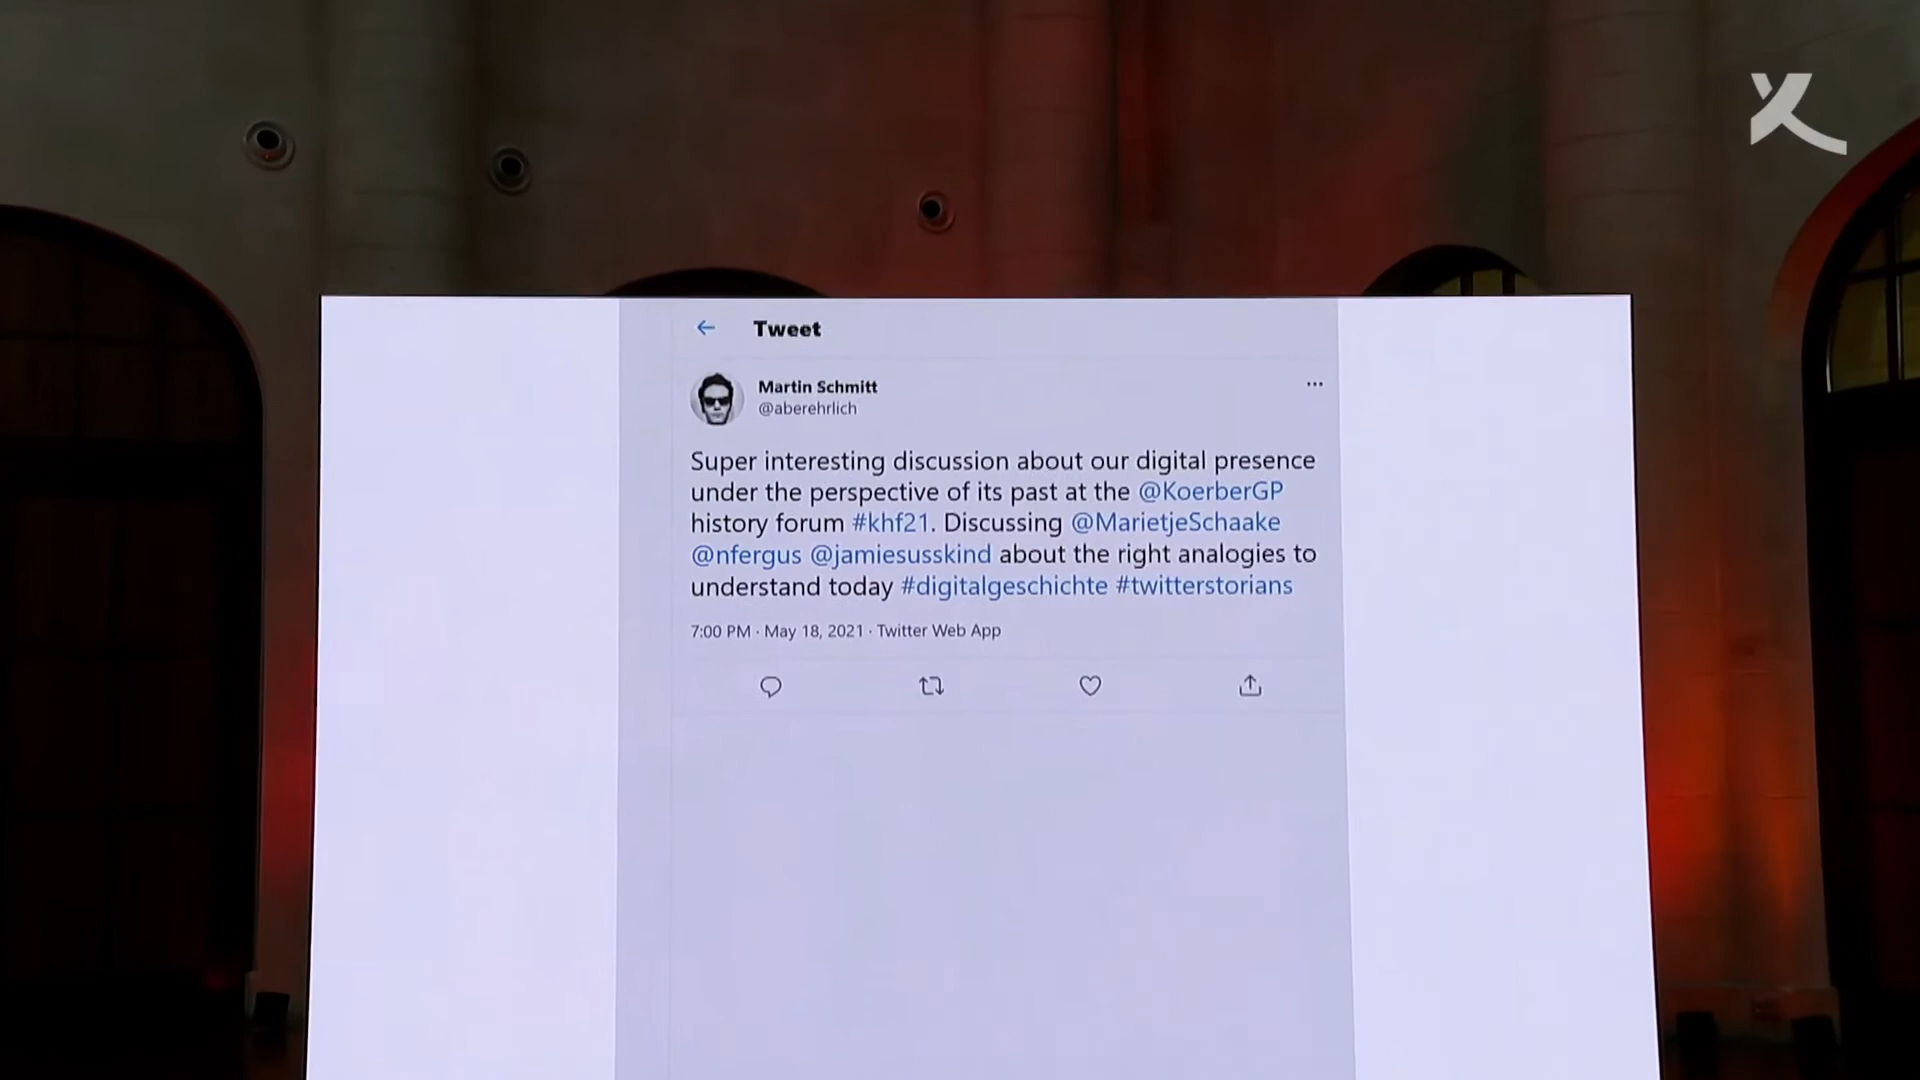 Tweet
Martin Schmitt
@aberehrlich
Super interesting discussion about our digital presence
under the perspective of its past at the @KoerberGP
history forum #khf21. Discussing @MarietjeSchaake
@nfergus @jamiesusskind about the right analogies to
understand today #digitalgeschichte #twitterstorians
7:00 PM · May 18, 2021 · Twitter Web App